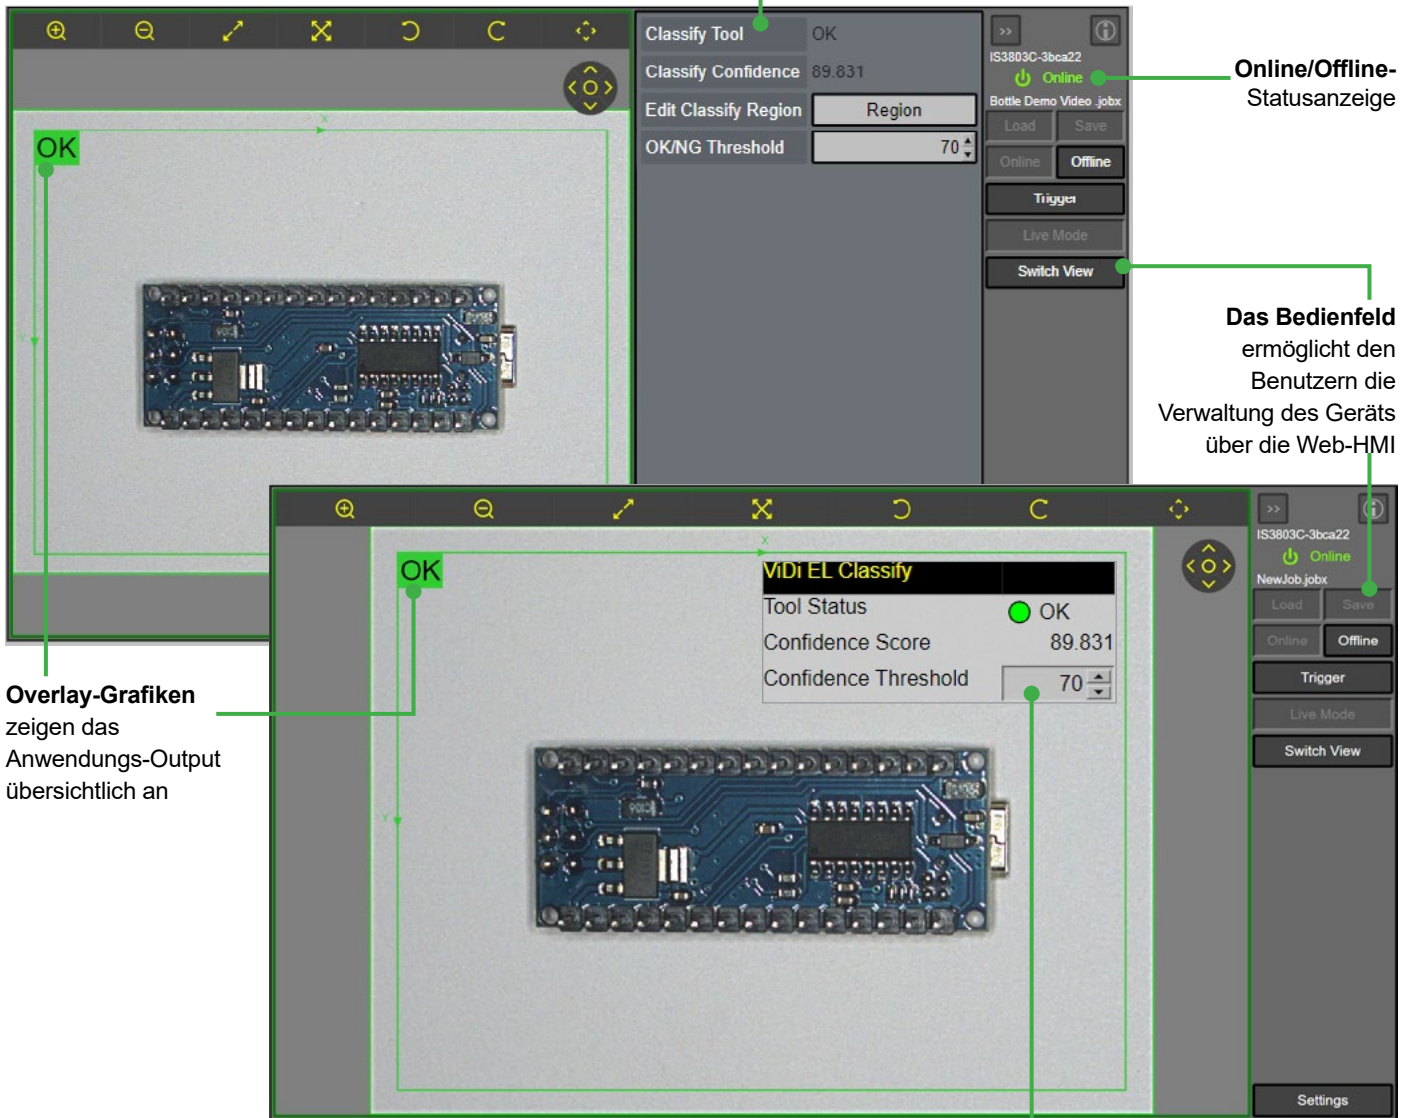 Classify Tool OK
Classify Confidence 89.831
Edit Classify Region Region
OK/NG Threshold 70
>>
IS3803C-3bca22
Online
Bottle Demo Video .jobx
Load Save
Online Offline
Trigger
Live Mode
Switch View
OK
X
Y
Online/Offline-
Statusanzeige
Das Bedienfeld
ermöglicht den
Benutzern die
Verwaltung des Geräts
über die Web-HMI
Overlay-Grafiken
zeigen das
Anwendungs-Output
übersichtlich an
OK
X
Y
ViDi EL Classify
Tool Status OK
Confidence Score 89.831
Confidence Threshold 70
>>
IS3803C-3bca22
Online
NewJob.jobx
Load Save
Online Offline
Trigger
Live Mode
Switch View
Settings